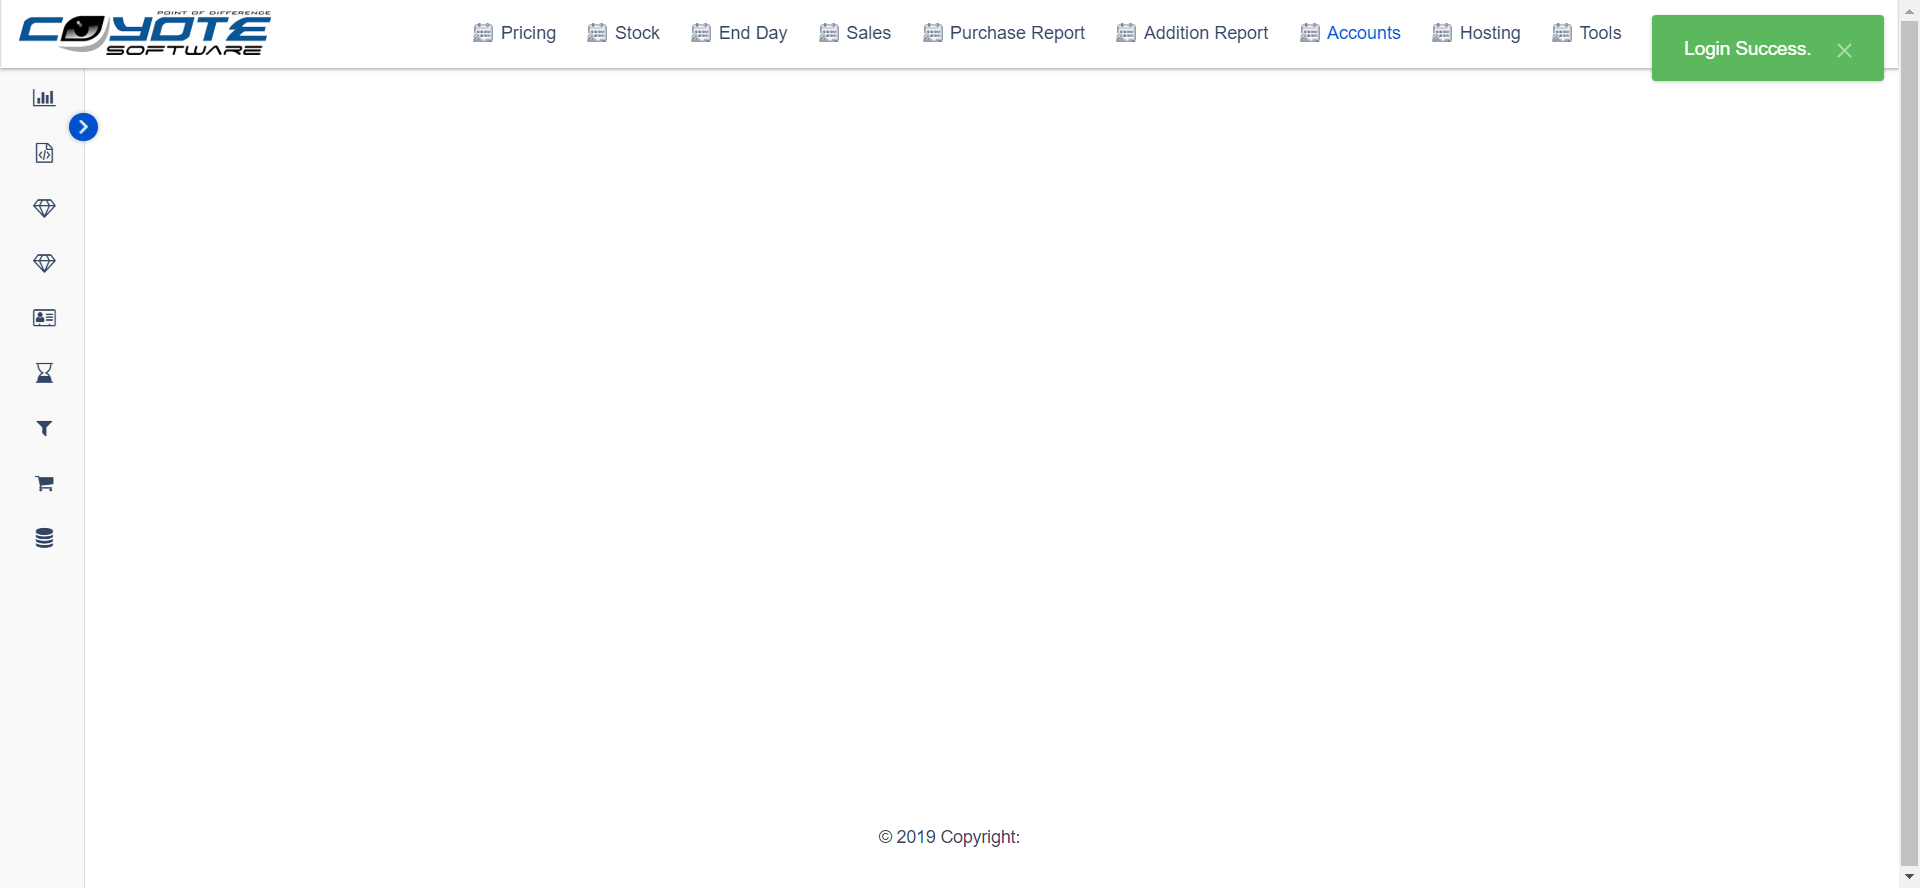 POINT OF DIFFERENCE
COYOTE
SOFTWARE
Pricing
Stock
End Day
Sales
Purchase Report
Addition Report
Accounts
Hosting
Tools
Login Success.
© 2019 Copyright: